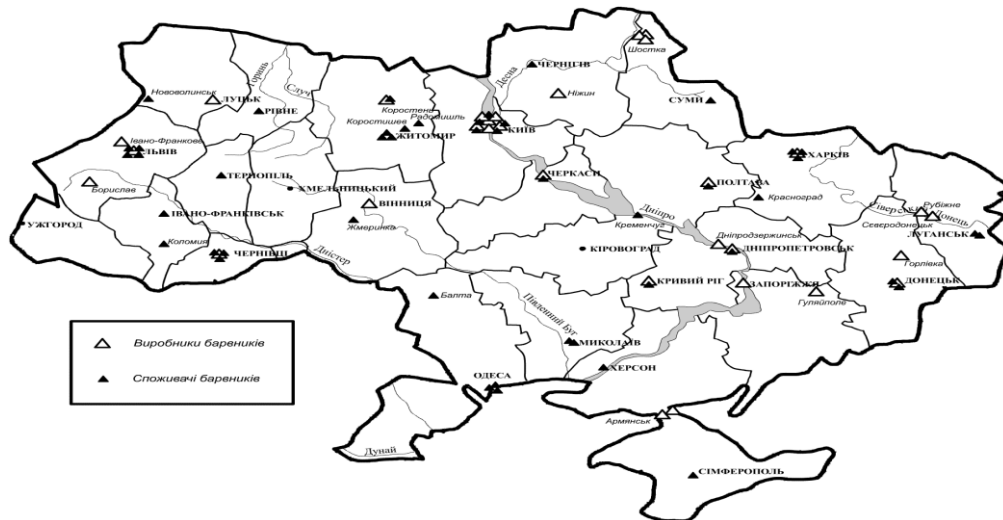 Шостка
ЧЕРНІГІВ
Десна
Горинь
Случ
Нововолинськ
ЛУЦЬК
РІВНЕ
Коростень
Ніжин
СУМИ
Коростишев
Радомишль
ЖИТОМИР
КИЇВ
Івано-Франкове
ЛЬВІВ
ХАРКІВ
ТЕРНОПІЛЬ
ЧЕРКАСИ
ПОЛТАВА
Борислав
ХМЕЛЬНИЦЬКИЙ
Красноград
ВІННИЦЯ
Сіверський
Донець
Рубіжне
УЖГОРОД
ІВАНО-ФРАНКІВСЬК
Жмеринка
Дніпро
Кременчуг
Северодонецьк
ЛУГАНСЬК
Коломия
ЧЕРНІВЦІ
Дністер
КІРОВОГРАД
Дніпродзержинськ
ДНІПРОПЕТРОВСЬК
Горлівка
КРИВИЙ РІГ
ЗАПОРІЖЖЯ
ДОНЕЦЬК
Гуляйполе
Балта
Південний Буг
МИКОЛАЇВ
ХЕРСОН
ОДЕСА
Армянськ
Дунай
СІМФЕРОПОЛЬ
Виробники барвників
Споживачі барвників